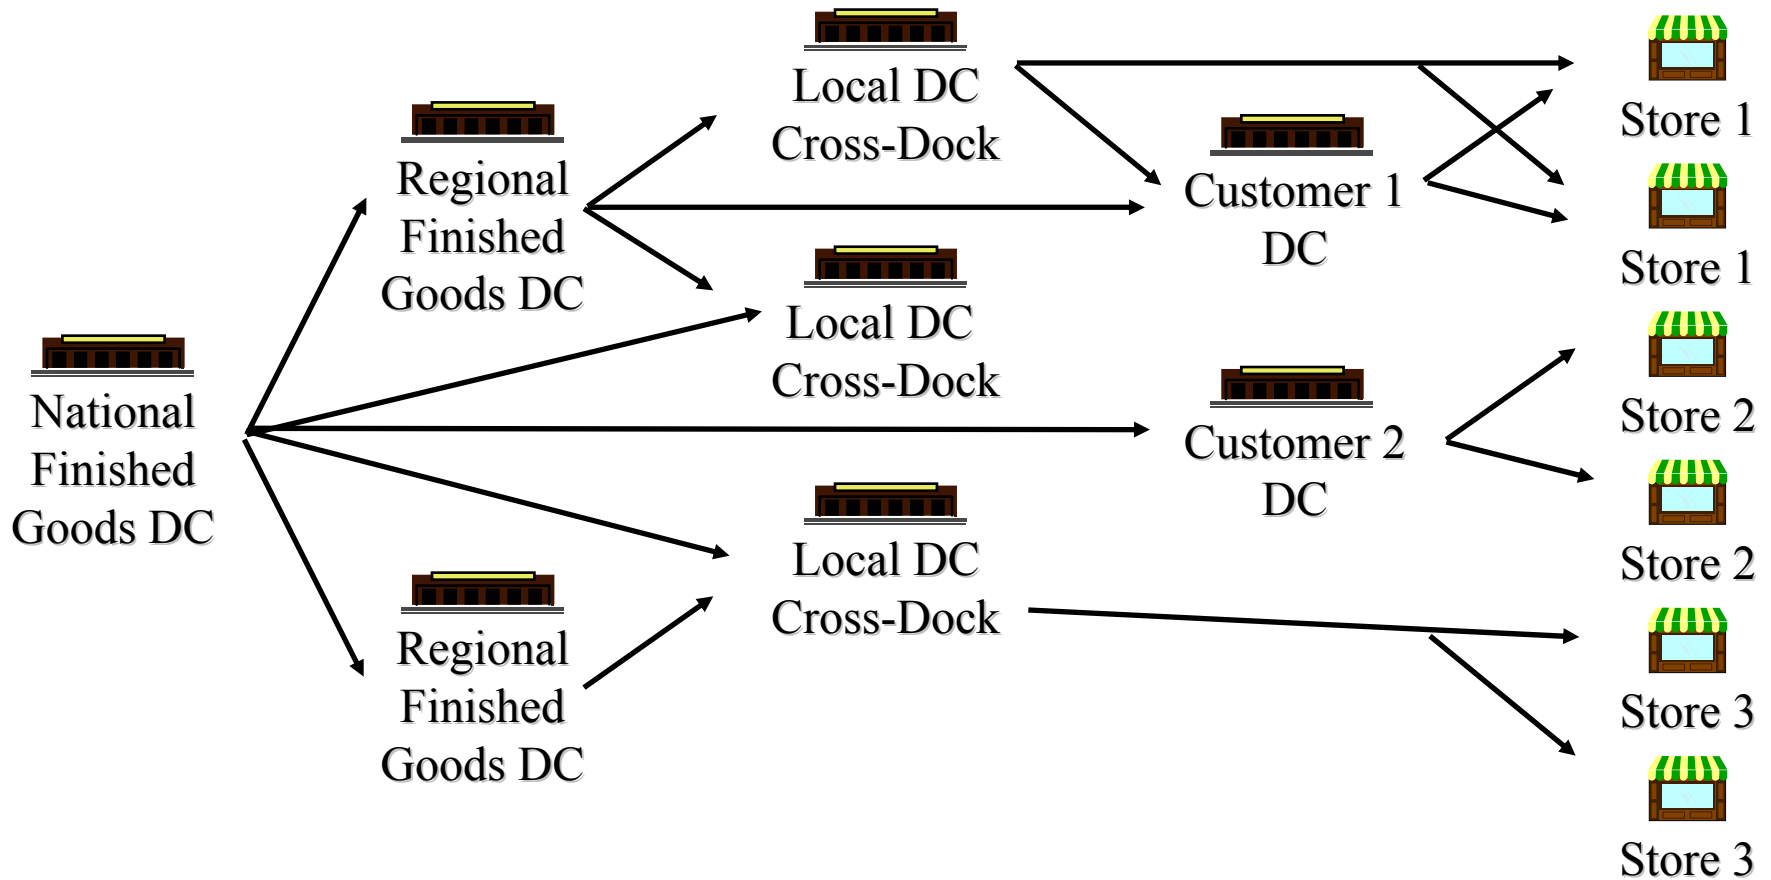 National
Finished
Goods DC
Regional
Finished
Goods DC
Regional
Finished
Goods DC
Local DC
Cross-Dock
Local DC
Cross-Dock
Local DC
Cross-Dock
Customer 1
DC
Customer 2
DC
Store 1
Store 1
Store 2
Store 2
Store 3
Store 3